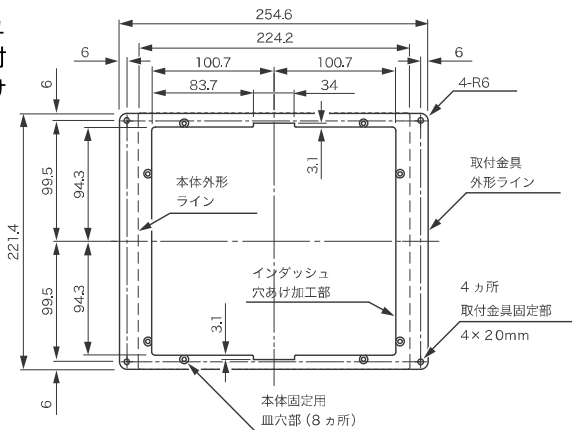 ュ
付
け
254.6
224.2
6
6
100.7
100.7
83.7
34
6
4-R6
3.1
取付金具
外形ライン
本体外形
ライン
99.5
94.3
221.4
99.5
94.3
インダッシュ
穴あけ加工部
4 ヵ所
取付金具固定部
4×20mm
3.1
6
本体固定用
皿穴部（8 ヵ所）